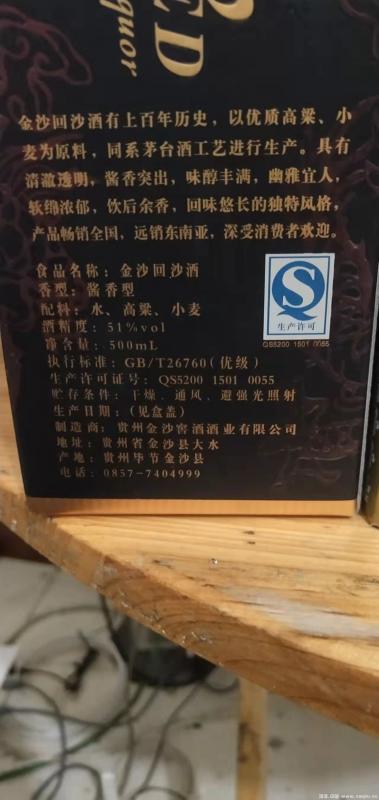 ED
quor
金沙回沙酒有上百年历史，以优质高粱、小
麦为原料，同系茅台酒工艺进行生产。具有
清澈透明，酱香突出，味醇丰满，幽雅宜人，
软绵浓郁，饮后余香，回味悠长的独特风格，
产品畅销全国，远销东南亚，深受消费者欢迎。
食品名称：金沙回沙酒
香型：酱香型
配料：水、高粱、小麦
酒精度：51%vol
净含量：500mL
执行标准：GB/T26760(优级)
生产许可证号：QS5200 1501 0055
贮存条件：干燥、通风、避强光照射
生产日期：(见盒盖)
制造商：贵州金沙窖酒酒业有限公司
地址：贵州省金沙县大水
产地：贵州毕节金沙县
电话：0857-7404999
QS
生产许可
QS5200 1501 0055